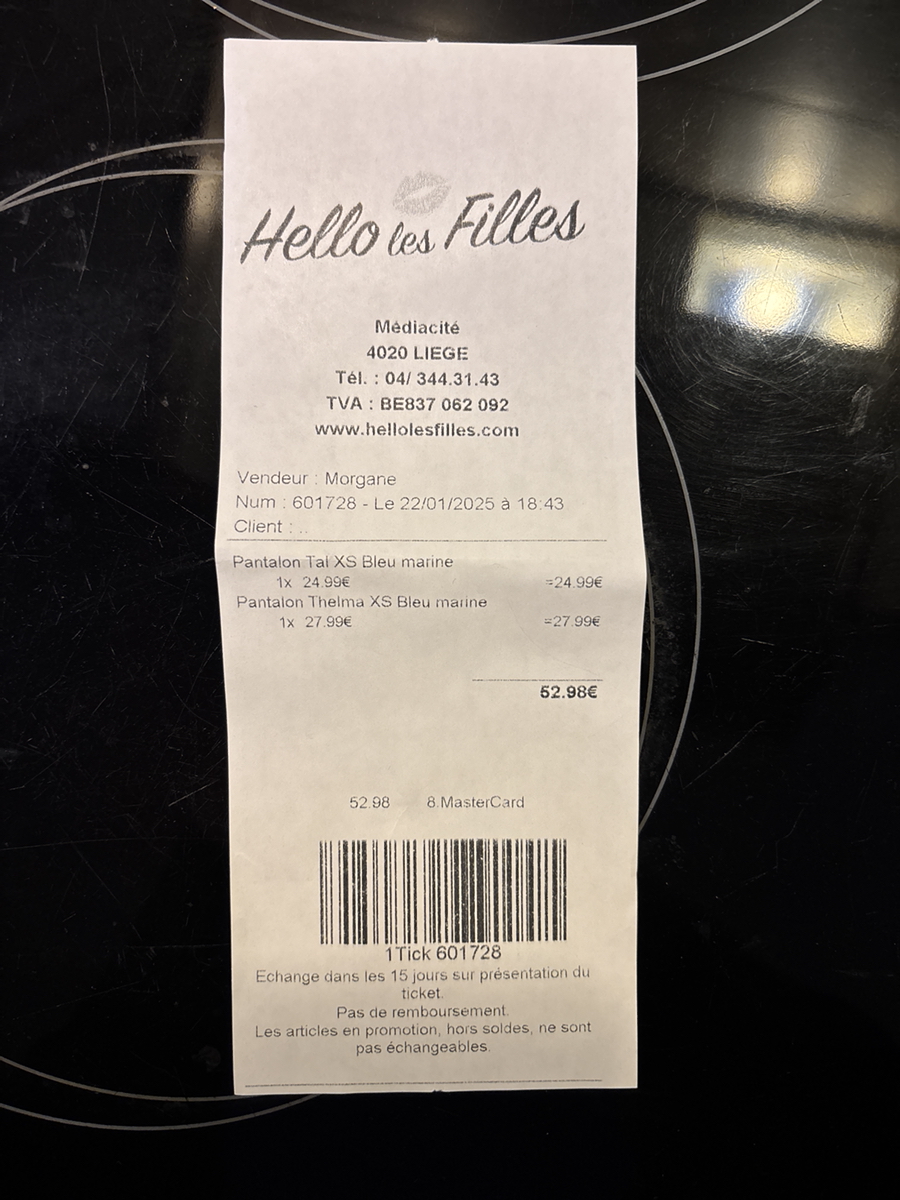 Hello les Filles
Médiacité
4020 LIEGE
Tél. : 04/ 344.31.43
TVA : BE837 062 092
www.hellolesfilles.com
Vendeur : Morgane
Num : 601728 - Le 22/01/2025 à 18:43
Client : ..
Pantalon Tal XS Bleu marine
1x 24.99€ =24.99€
Pantalon Thelma XS Bleu marine
1x 27.99€ =27.99€
52.98€
52.98 8.MasterCard
1Tick 601728
Echange dans les 15 jours sur présentation du
ticket.
Pas de remboursement.
Les articles en promotion, hors soldes, ne sont
pas échangeables.